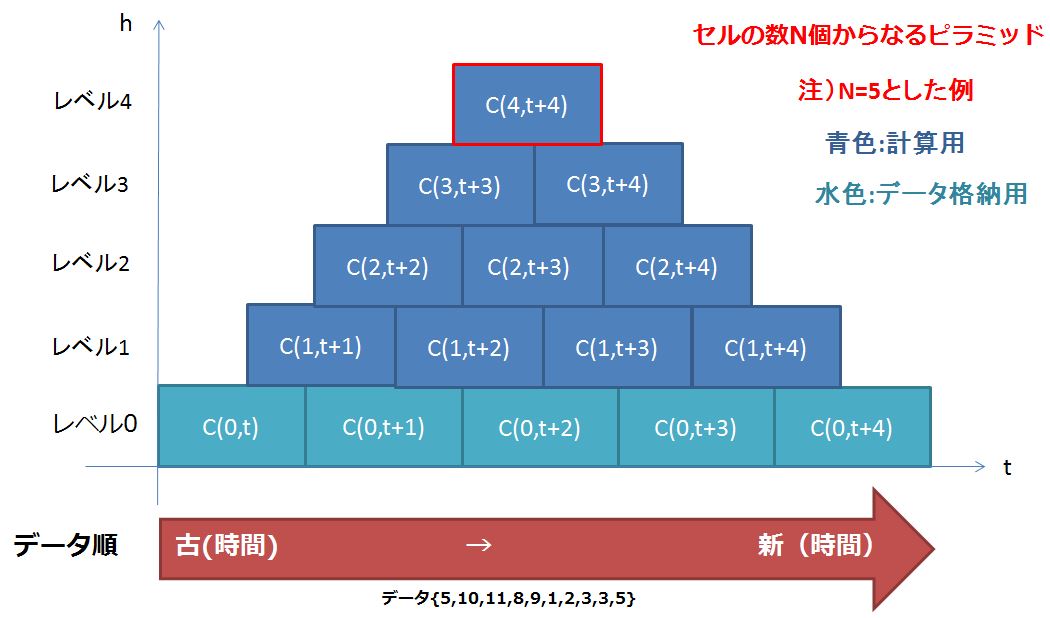 h
セルの数N個からなるピラミッド
レベル4
C(4,t+4)
注）N=5とした例
青色:計算用
レベル3
C(3,t+3)
C(3,t+4)
水色:データ格納用
レベル2
C(2,t+2)
C(2,t+3)
C(2,t+4)
レベル1
C(1,t+1)
C(1,t+2)
C(1,t+3)
C(1,t+4)
レベル0
C(0,t)
C(0,t+1)
C(0,t+2)
C(0,t+3)
C(0,t+4)
t
データ順
古(時間)
→
新（時間）
データ{5,10,11,8,9,1,2,3,3,5}